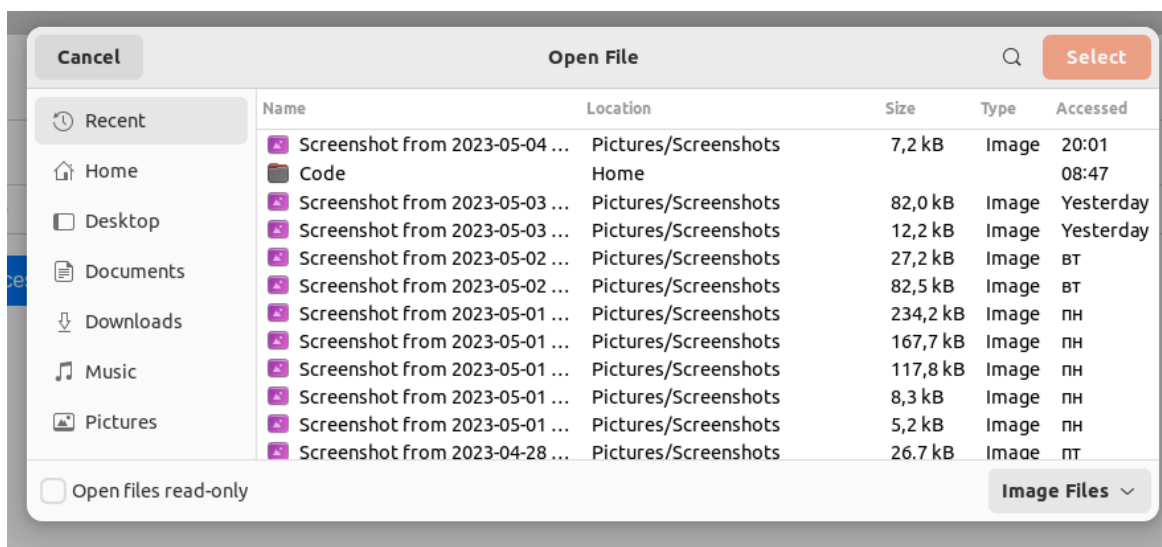 Cancel Open File Select
Name Location Size Type Accessed
Recent
Home
Desktop
Documents
Downloads
Music
Pictures
Screenshot from 2023-05-04 ... Pictures/Screenshots 7,2 kB Image 20:01
Code Home 08:47
Screenshot from 2023-05-03 ... Pictures/Screenshots 82,0 kB Image Yesterday
Screenshot from 2023-05-03 ... Pictures/Screenshots 12,2 kB Image Yesterday
Screenshot from 2023-05-02 ... Pictures/Screenshots 27,2 kB Image вт
Screenshot from 2023-05-02 ... Pictures/Screenshots 82,5 kB Image вт
Screenshot from 2023-05-01 ... Pictures/Screenshots 234,2 kB Image пн
Screenshot from 2023-05-01 ... Pictures/Screenshots 167,7 kB Image пн
Screenshot from 2023-05-01 ... Pictures/Screenshots 117,8 kB Image пн
Screenshot from 2023-05-01 ... Pictures/Screenshots 8,3 kB Image пн
Screenshot from 2023-05-01 ... Pictures/Screenshots 5,2 kB Image пн
Screenshot from 2023-04-28 ... Pictures/Screenshots 26,7 kB Image пт
Open files read-only Image Files